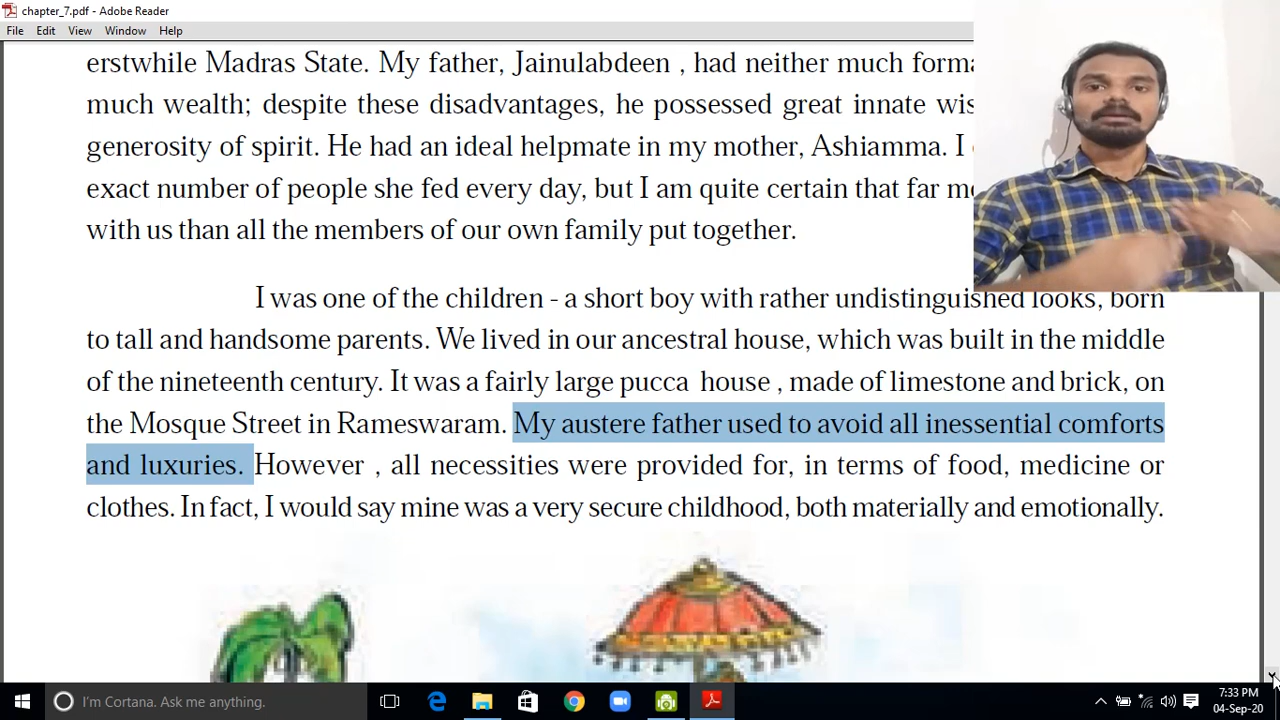 chapter_7.pdf - Adobe Reader
File Edit View Window Help
erstwhile Madras State. My father, Jainulabdeen , had neither much
much wealth; despite these disadvantages, he possessed great innate
generosity of spirit. He had an ideal helpmate in my mother, Ashiamma. I
exact number of people she fed every day, but I am quite certain that far
with us than all the members of our own family put together.
I was one of the children - a short boy with rather undistinguished looks, born
to tall and handsome parents. We lived in our ancestral house, which was built in the middle
of the nineteenth century. It was a fairly large pucca house , made of limestone and brick, on
the Mosque Street in Rameswaram. My austere father used to avoid all inessential comforts
and luxuries. However , all necessities were provided for, in terms of food, medicine or
clothes. In fact, I would say mine was a very secure childhood, both materially and emotionally.
I'm Cortana. Ask me anything.
7:33 PM
04-Sep-20